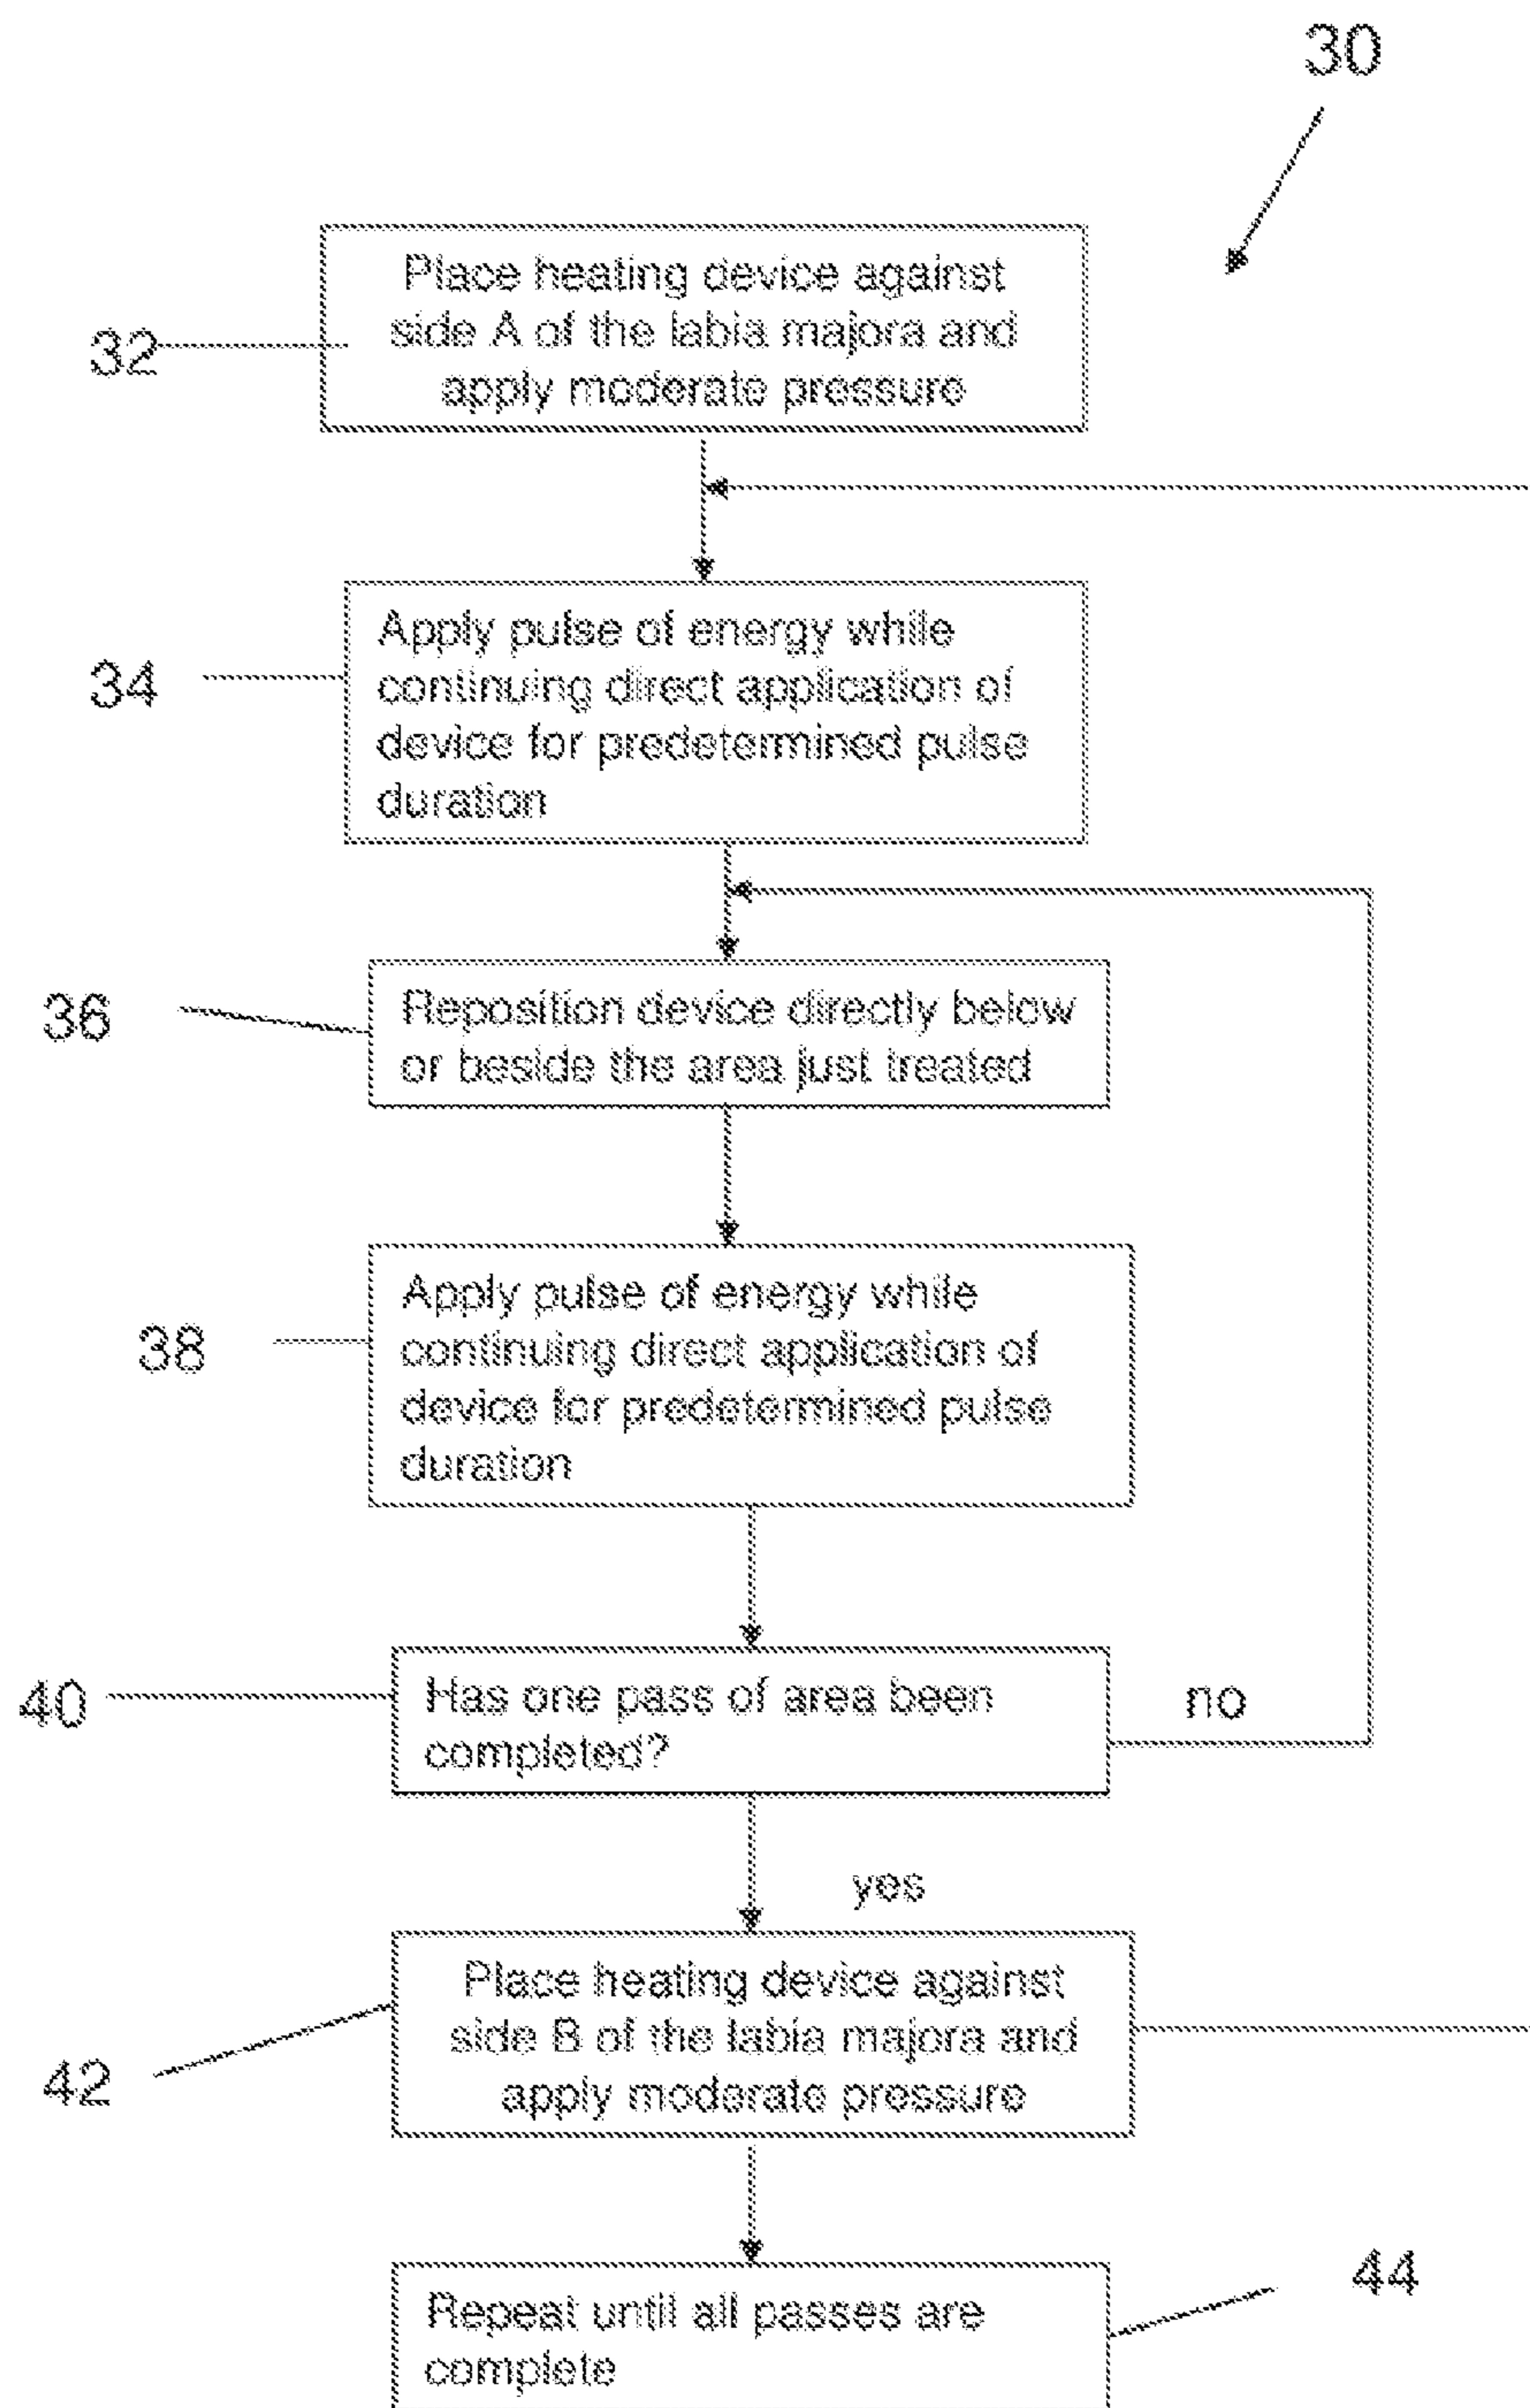 30
32
Place heating device against
side A of the labia majora and
apply moderate pressure
34
Apply pulse of energy while
continuing direct application of
device for predetermined pulse
duration
36
Reposition device directly below
or beside the area just treated
38
Apply pulse of energy while
continuing direct application of
device for predetermined pulse
duration
40
Has one pass of area been
completed?
no
yes
42
Place heating device against
side B of the labia majora and
apply moderate pressure
44
Repeat until all passes are
complete